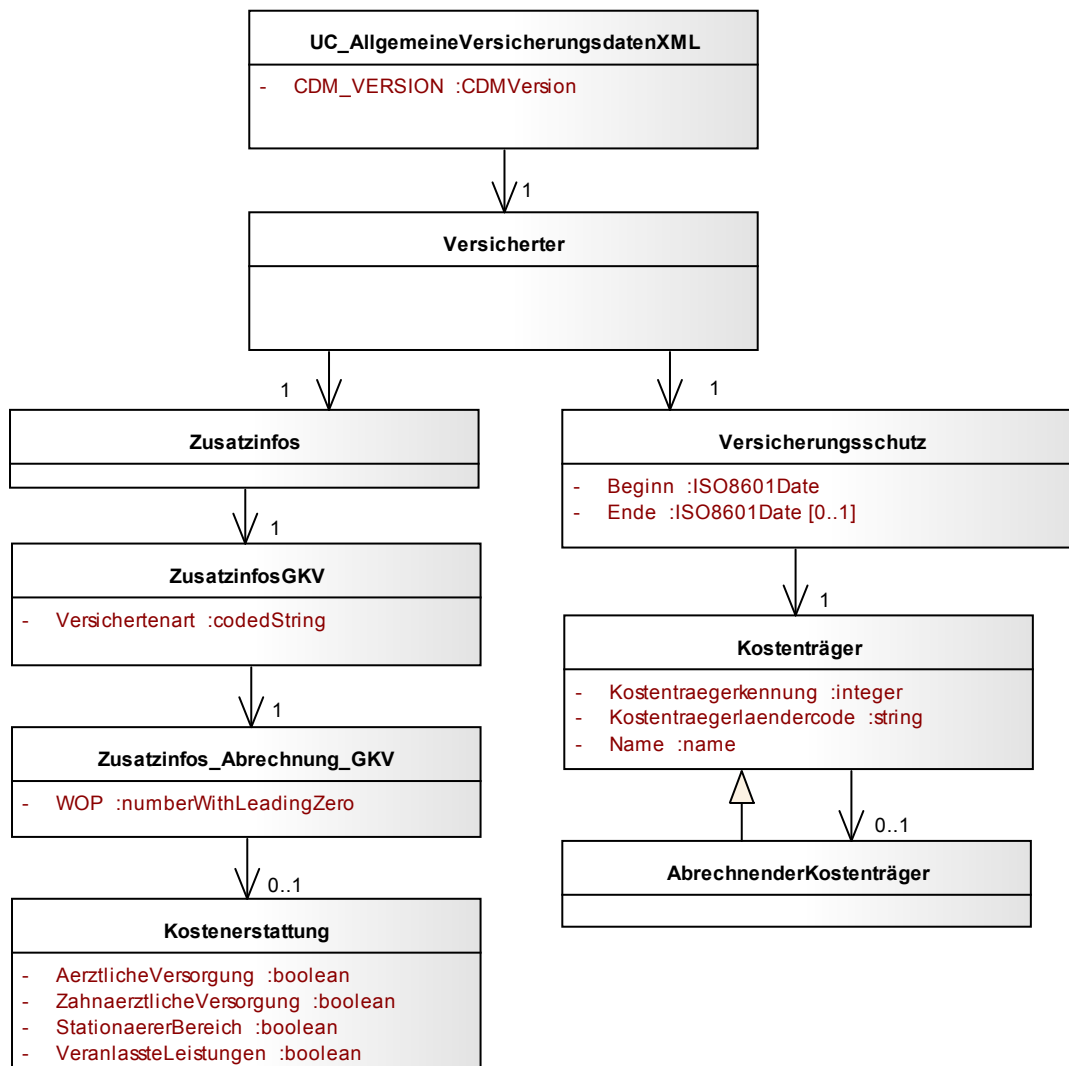 UC_AllgemeineVersicherungsdatenXML
- CDM_VERSION :CDMVersion
1
Versicherter
1
1
Zusatzinfos
Versicherungsschutz
- Beginn :ISO8601Date
- Ende :ISO8601Date [0..1]
1
ZusatzinfosGKV
- Versichertenart :codedString
1
Kostenträger
- Kostentraegerkennung :integer
- Kostentraegerlaendercode :string
- Name :name
1
Zusatzinfos_Abrechnung_GKV
- WOP :numberWithLeadingZero
0..1
AbrechnenderKostenträger
0..1
Kostenerstattung
- AerztlicheVersorgung :boolean
- ZahnaerztlicheVersorgung :boolean
- StationaererBereich :boolean
- VeranlassteLeistungen :boolean